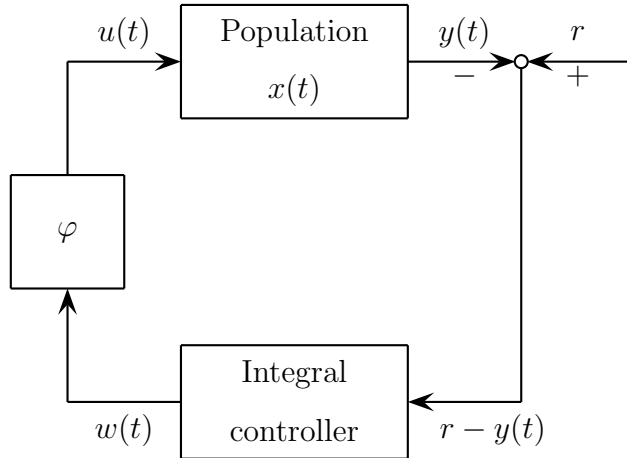 u(t)
Population
x(t)
y(t)
r
−
+
φ
Integral
controller
w(t)
r − y(t)